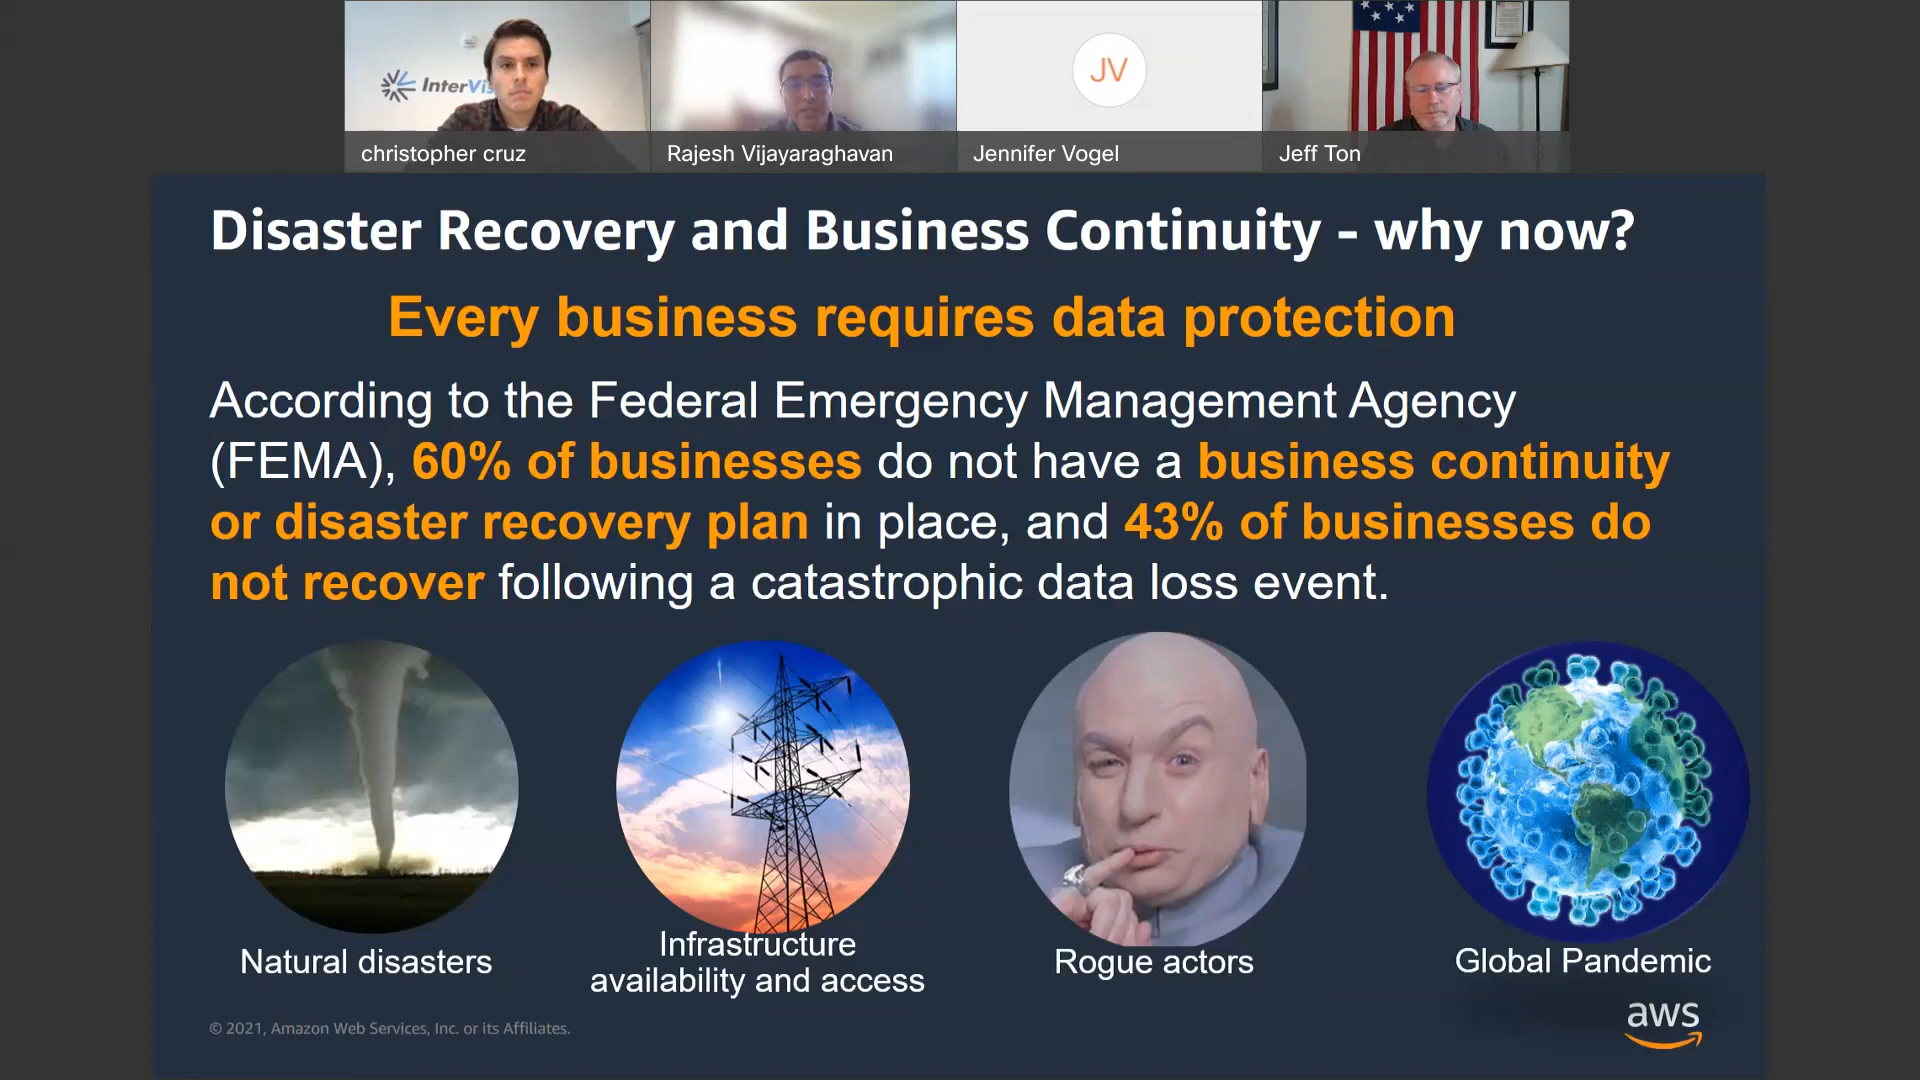 InterVis
JV
christopher cruz
Rajesh Vijayaraghavan
Jennifer Vogel
Jeff Ton
Disaster Recovery and Business Continuity - why now?
Every business requires data protection
According to the Federal Emergency Management Agency
(FEMA), 60% of businesses do not have a business continuity
or disaster recovery plan in place, and 43% of businesses do
not recover following a catastrophic data loss event.
Natural disasters
Infrastructure
availability and access
Rogue actors
Global Pandemic
© 2021, Amazon Web Services, Inc. or its Affiliates.
aws